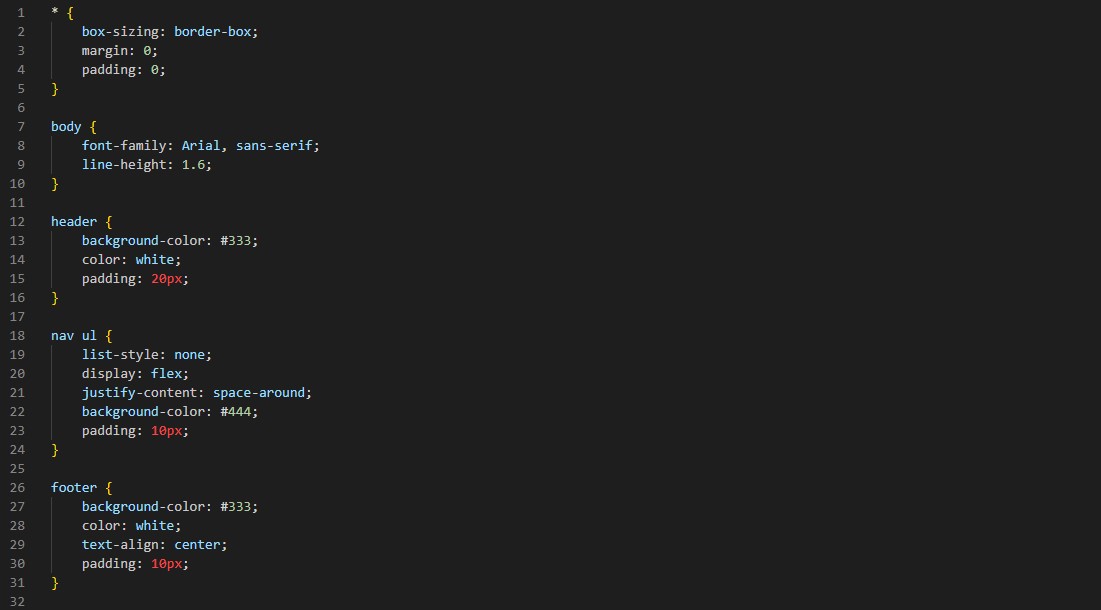 1 * {
2     box-sizing: border-box;
3     margin: 0;
4     padding: 0;
5 }
6
7 body {
8     font-family: Arial, sans-serif;
9     line-height: 1.6;
10 }
11
12 header {
13     background-color: #333;
14     color: white;
15     padding: 20px;
16 }
17
18 nav ul {
19     list-style: none;
20     display: flex;
21     justify-content: space-around;
22     background-color: #444;
23     padding: 10px;
24 }
25
26 footer {
27     background-color: #333;
28     color: white;
29     text-align: center;
30     padding: 10px;
31 }
32